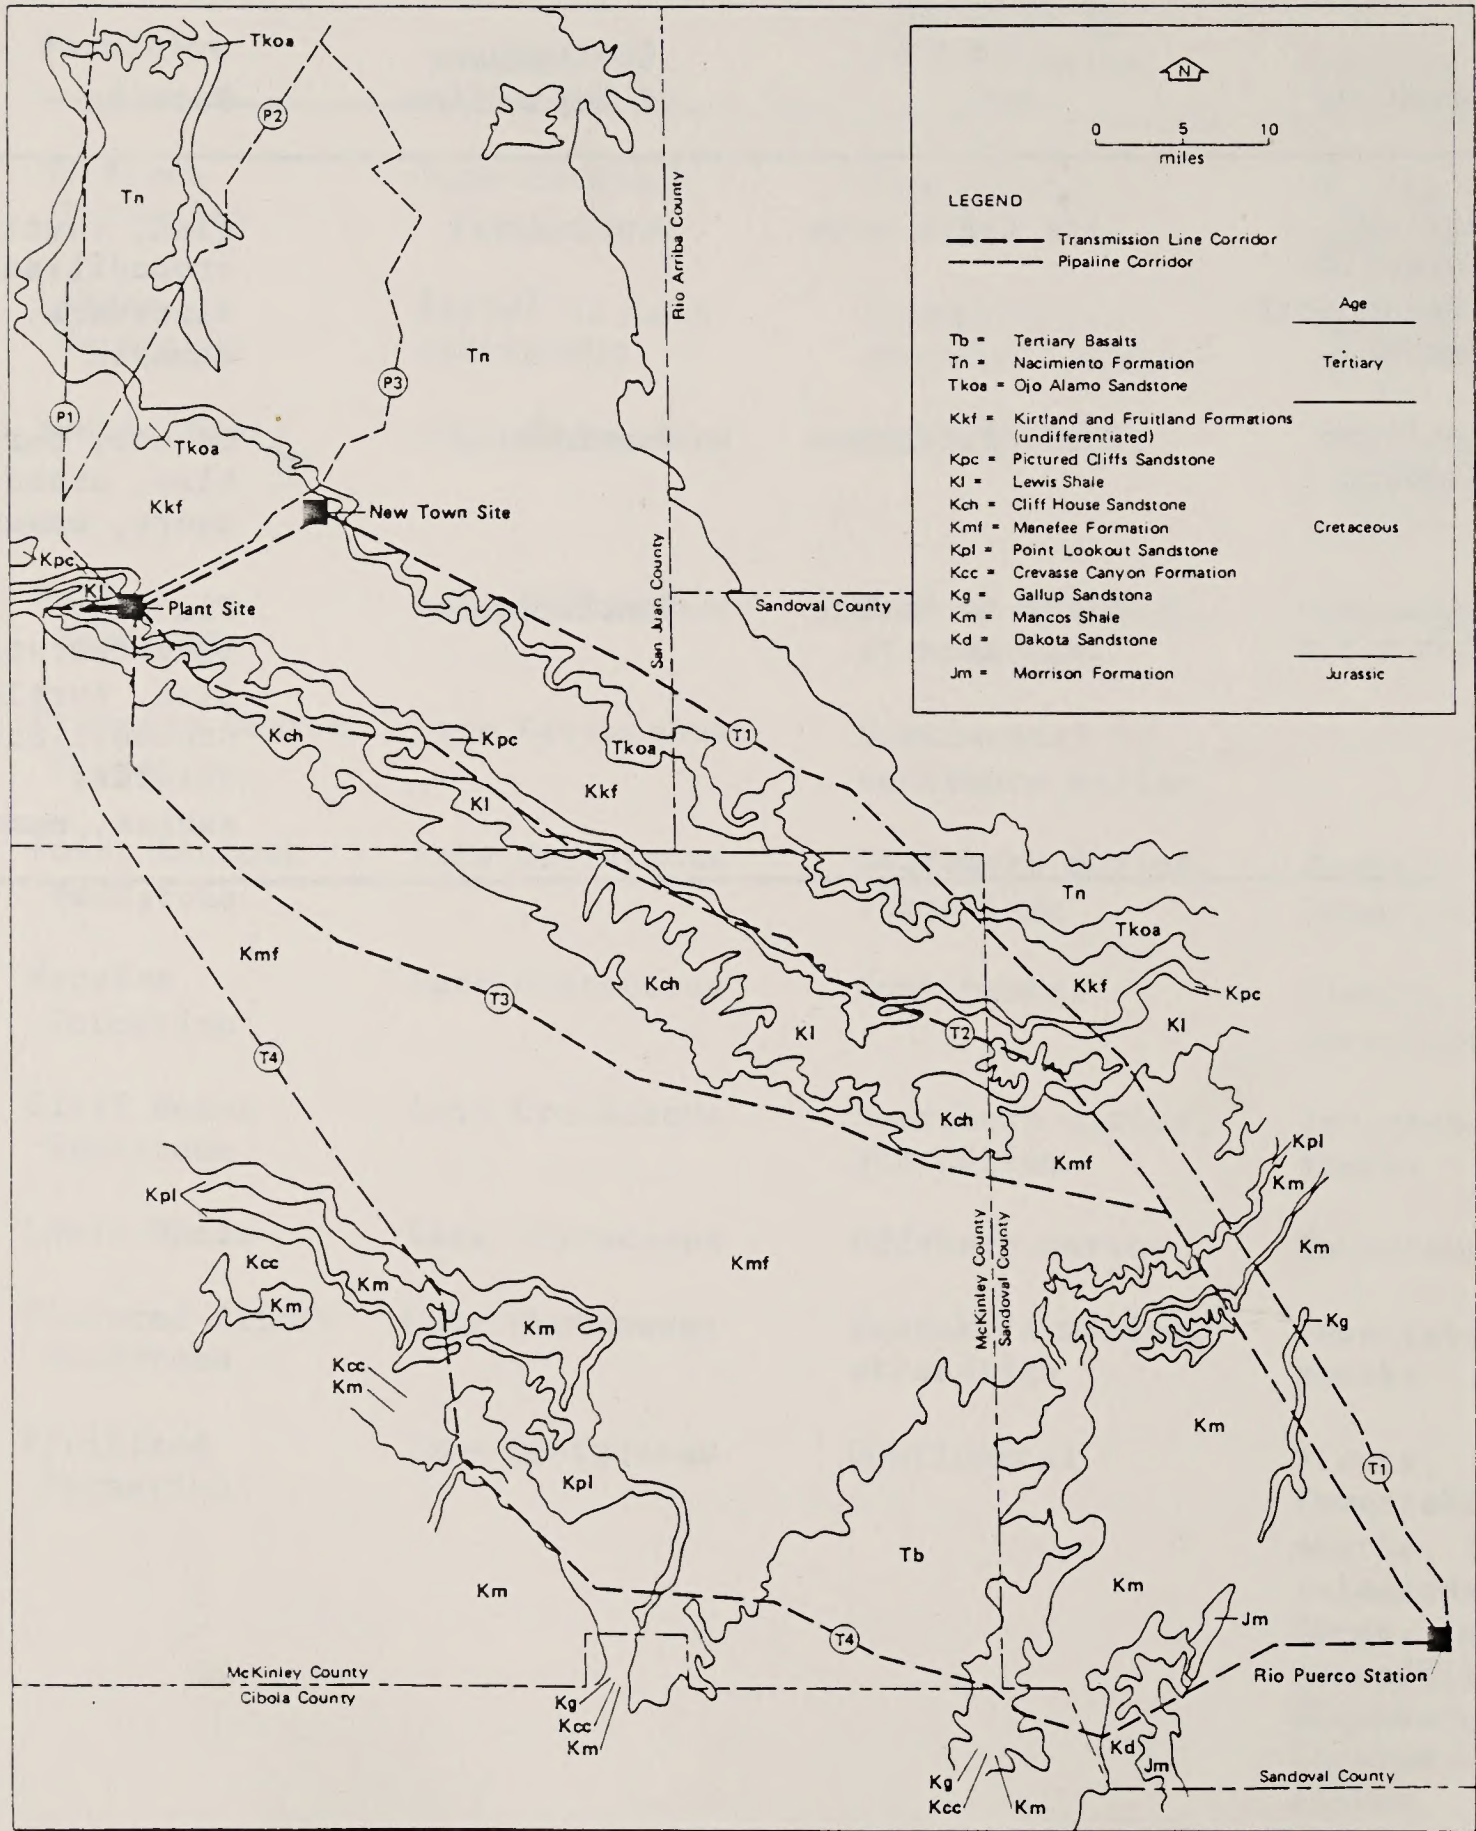 Tkoa
P2
Tn
Rio Arriba County
Tn
P3
P1
Tkoa
Kkf
New Town Site
Kpc
Kl
Plant Site
San Juan County
Sandoval County
Kch
Kpc
Tkoa
T1
Kkf
Kl
Tn
Tkoa
Kmf
Kch
Kkf
Kpc
T3
Kl
T2
Kl
T4
Kch
Kmf
Kpl
Km
Kpl
Kcc
Km
Km
Kmf
McKinley County
Sandoval County
Km
Km
Kg
Kcc
Km
Km
Kpl
T1
Tb
Km
Km
Jm
T4
McKinley County
Cibola County
Rio Puerco Station
Kg
Kcc
Km
Kd
Jm
Kg
Kcc
Km
Sandoval County
N
0 5 10
miles
LEGEND
Transmission Line Corridor
Pipaline Corridor
Age
Tb = Tertiary Basalts
Tn = Nacimiento Formation Tertiary
Tkoa = Ojo Alamo Sandstone
Kkf = Kirtland and Fruitland Formations
(undifferentiated)
Kpc = Pictured Cliffs Sandstone
Kl = Lewis Shale
Kch = Cliff House Sandstone
Kmf = Manefee Formation Cretaceous
Kpl = Point Lookout Sandstone
Kcc = Crevasse Canyon Formation
Kg = Gallup Sandstona
Km = Mancos Shale
Kd = Dakota Sandstone
Jm = Morrison Formation Jurassic